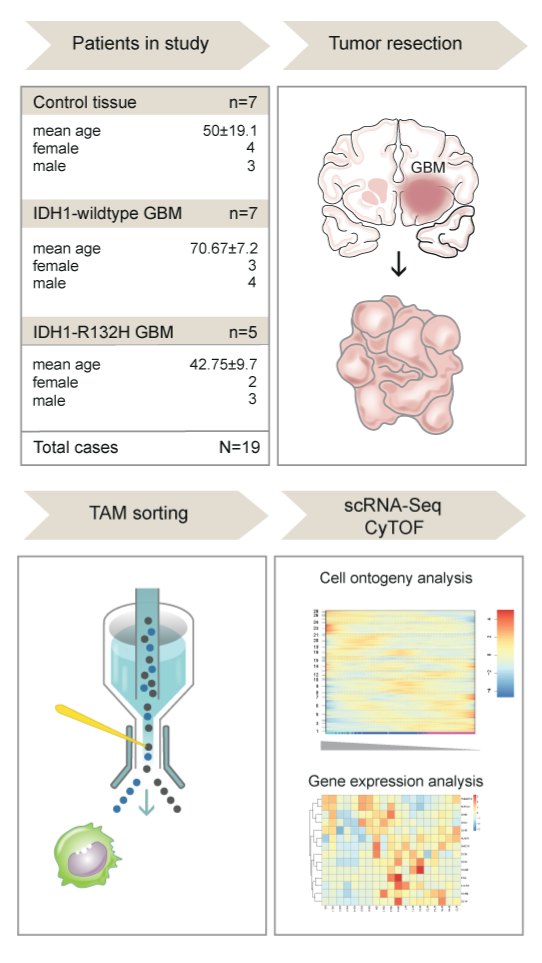 Patients in study
Tumor resection
Control tissue n=7
mean age 50±19.1
female 4
male 3
IDH1-wildtype GBM n=7
mean age 70.67±7.2
female 3
male 4
IDH1-R132H GBM n=5
mean age 42.75±9.7
female 2
male 3
Total cases N=19
GBM
TAM sorting
scRNA-Seq
CyTOF
Cell ontogeny analysis
Gene expression analysis